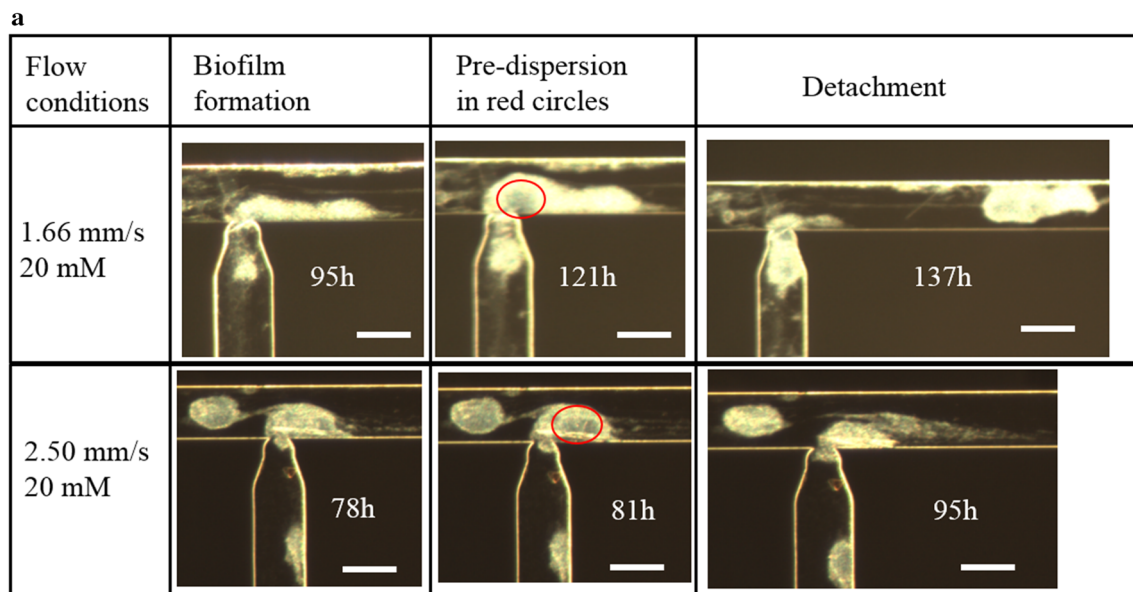 a
Flow
conditions
Biofilm
formation
Pre-dispersion
in red circles
Detachment
1.66 mm/s
20 mM
95h
121h
137h
2.50 mm/s
20 mM
78h
81h
95h